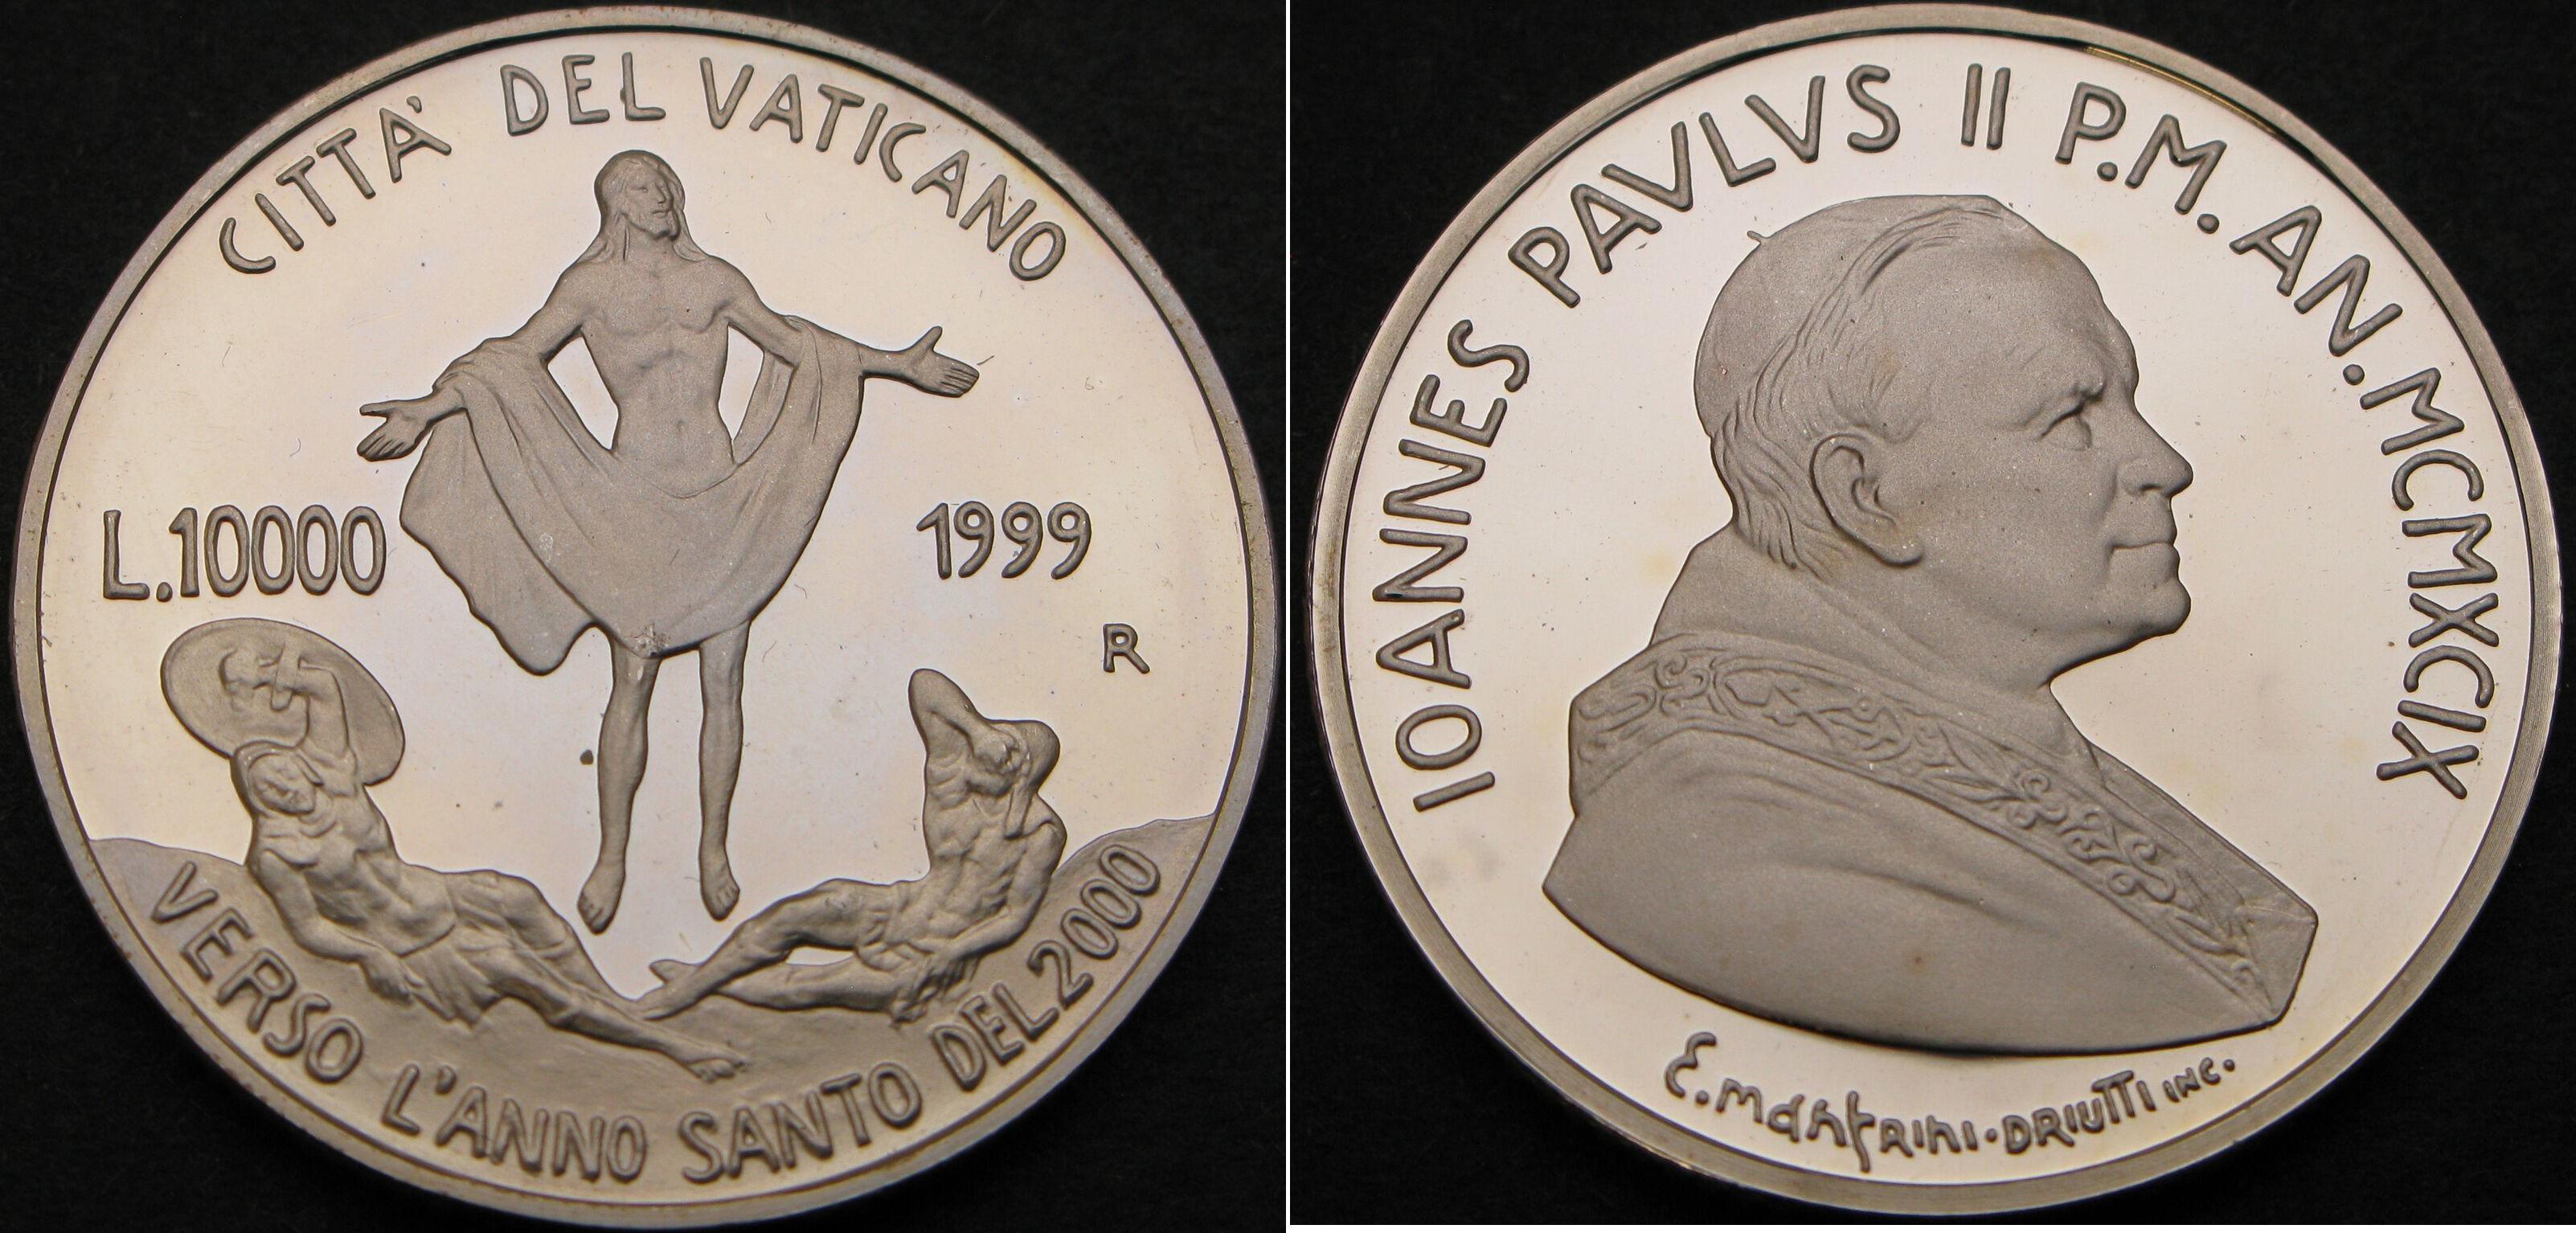 CITTA' DEL VATICANO
L.10000 1999
R
VERSO L'ANNO SANTO DEL 2000
IOANNES PAVLVS II P.M. AN. MCMXCIX
E. MANFRINI · DRIUTTI INC.